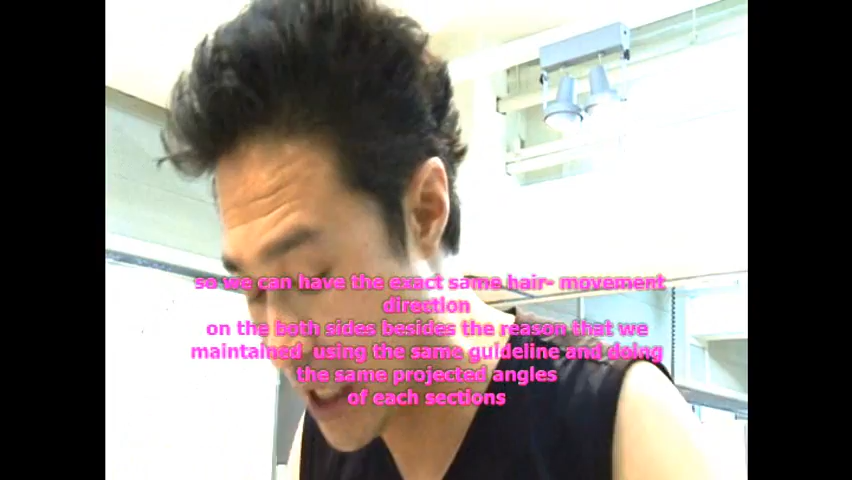 so we can have the exact same hair- movement
direction
on the both sides besides the reason that we
maintained  using the same guideline and doing
the same projected angles
of each sections